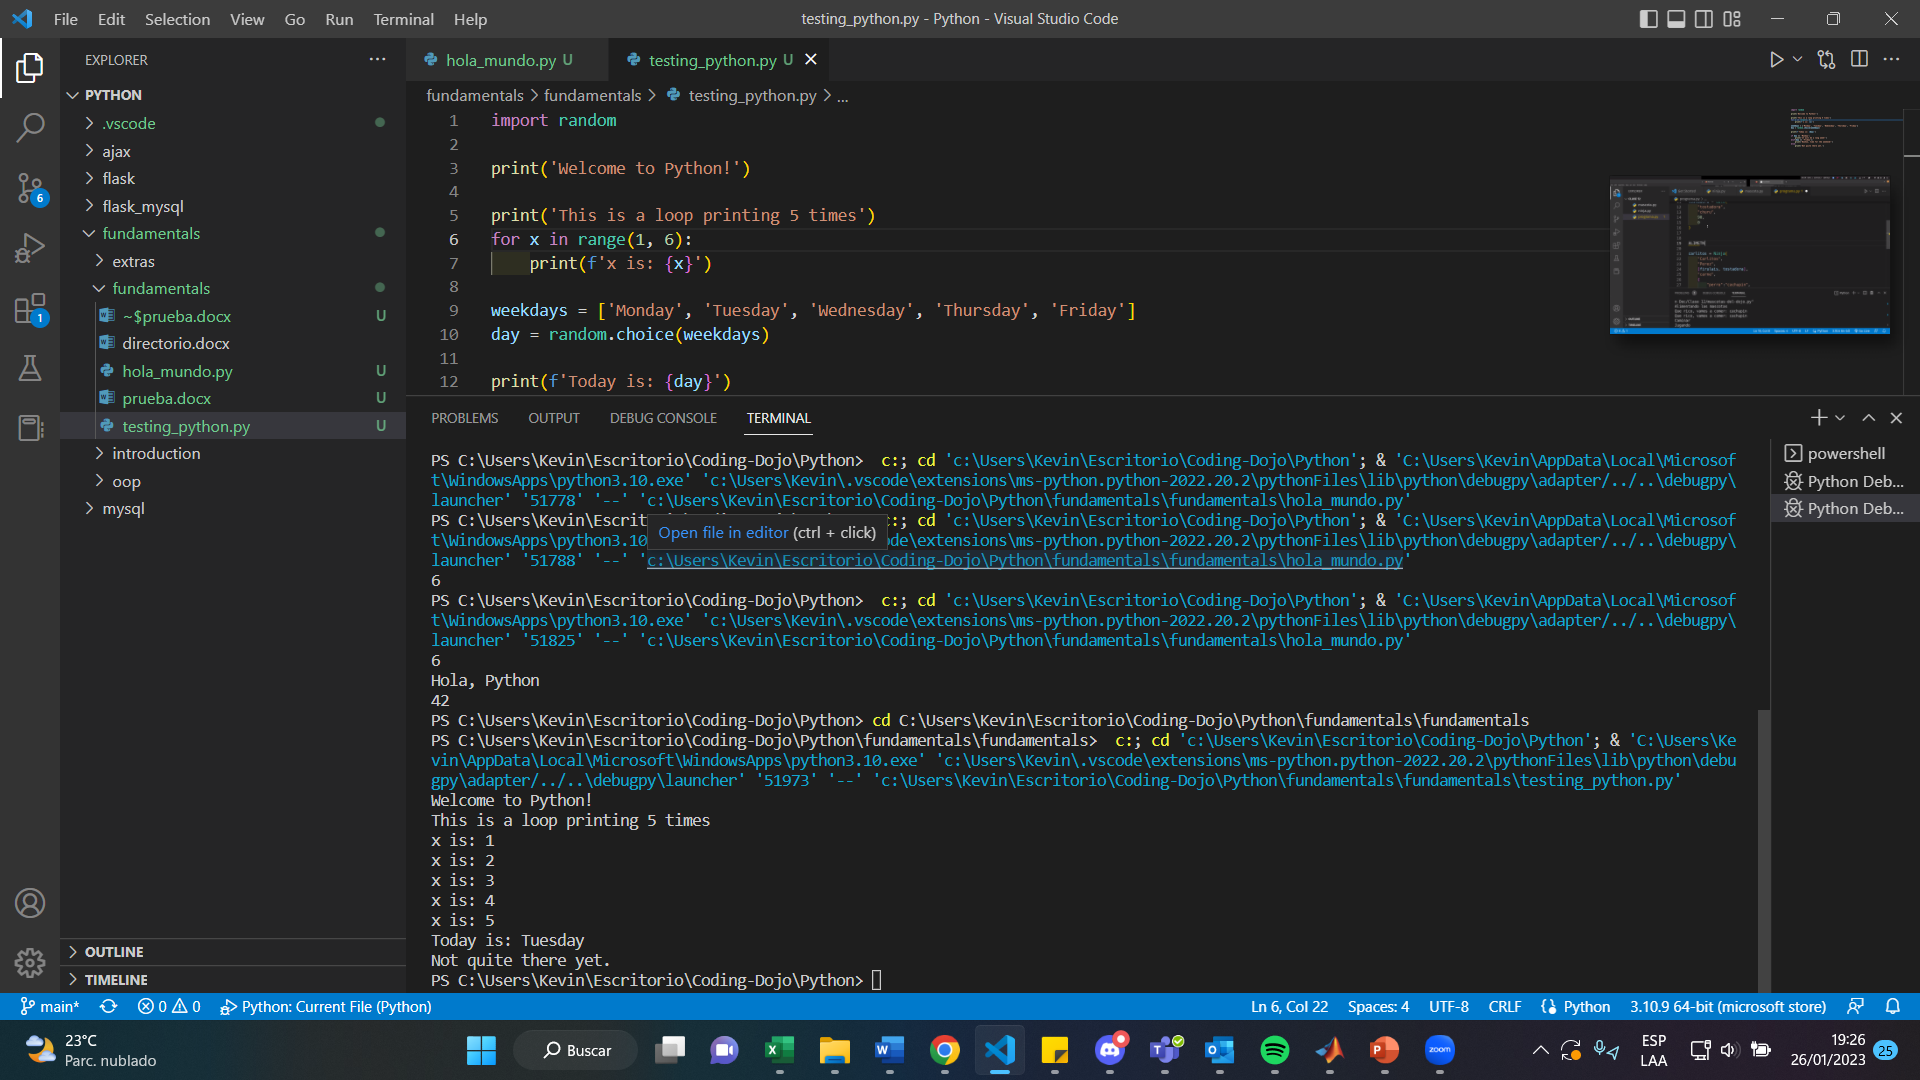 File Edit Selection View Go Run Terminal Help
testing_python.py - Python - Visual Studio Code
EXPLORER
PYTHON
.vscode
ajax
flask
flask_mysql
fundamentals
extras
fundamentals
~$prueba.docx U
directorio.docx
hola_mundo.py U
prueba.docx U
testing_python.py U
introduction
oop
mysql
OUTLINE
TIMELINE
6
1
hola_mundo.py U
testing_python.py U
fundamentals > fundamentals > testing_python.py > ...
1 import random
2
3 print('Welcome to Python!')
4
5 print('This is a loop printing 5 times')
6 for x in range(1, 6):
7     print(f'x is: {x}')
8
9 weekdays = ['Monday', 'Tuesday', 'Wednesday', 'Thursday', 'Friday']
10 day = random.choice(weekdays)
11
12 print(f'Today is: {day}')
PROBLEMS OUTPUT DEBUG CONSOLE TERMINAL
PS C:\Users\Kevin\Escritorio\Coding-Dojo\Python>  c:; cd 'c:\Users\Kevin\Escritorio\Coding-Dojo\Python'; & 'C:\Users\Kevin\AppData\Local\Microsof
t\WindowsApps\python3.10.exe' 'c:\Users\Kevin\.vscode\extensions\ms-python.python-2022.20.2\pythonFiles\lib\python\debugpy\adapter/../..\debugpy\
launcher' '51778' '--' 'c:\Users\Kevin\Escritorio\Coding-Dojo\Python\fundamentals\fundamentals\hola_mundo.py'
PS C:\Users\Kevin\Escrit :; cd 'c:\Users\Kevin\Escritorio\Coding-Dojo\Python'; & 'C:\Users\Kevin\AppData\Local\Microsof
Open file in editor (ctrl + click)
t\WindowsApps\python3.10 code\extensions\ms-python.python-2022.20.2\pythonFiles\lib\python\debugpy\adapter/../..\debugpy\
launcher' '51788' '--' 'c:\Users\Kevin\Escritorio\Coding-Dojo\Python\fundamentals\fundamentals\hola_mundo.py'
6
PS C:\Users\Kevin\Escritorio\Coding-Dojo\Python>  c:; cd 'c:\Users\Kevin\Escritorio\Coding-Dojo\Python'; & 'C:\Users\Kevin\AppData\Local\Microsof
t\WindowsApps\python3.10.exe' 'c:\Users\Kevin\.vscode\extensions\ms-python.python-2022.20.2\pythonFiles\lib\python\debugpy\adapter/../..\debugpy\
launcher' '51825' '--' 'c:\Users\Kevin\Escritorio\Coding-Dojo\Python\fundamentals\fundamentals\hola_mundo.py'
6
Hola, Python
42
PS C:\Users\Kevin\Escritorio\Coding-Dojo\Python> cd C:\Users\Kevin\Escritorio\Coding-Dojo\Python\fundamentals\fundamentals
PS C:\Users\Kevin\Escritorio\Coding-Dojo\Python\fundamentals\fundamentals>  c:; cd 'c:\Users\Kevin\Escritorio\Coding-Dojo\Python'; & 'C:\Users\Ke
vin\AppData\Local\Microsoft\WindowsApps\python3.10.exe' 'c:\Users\Kevin\.vscode\extensions\ms-python.python-2022.20.2\pythonFiles\lib\python\debu
gpy\adapter/../..\debugpy\launcher' '51973' '--' 'c:\Users\Kevin\Escritorio\Coding-Dojo\Python\fundamentals\fundamentals\testing_python.py'
Welcome to Python!
This is a loop printing 5 times
x is: 1
x is: 2
x is: 3
x is: 4
x is: 5
Today is: Tuesday
Not quite there yet.
PS C:\Users\Kevin\Escritorio\Coding-Dojo\Python>
powershell
Python Deb...
Python Deb...
main* 0 0 Python: Current File (Python)
Ln 6, Col 22 Spaces: 4 UTF-8 CRLF Python 3.10.9 64-bit (microsoft store)
23°C
Parc. nublado
Buscar
zoom
ESP
LAA
19:26
26/01/2023
25